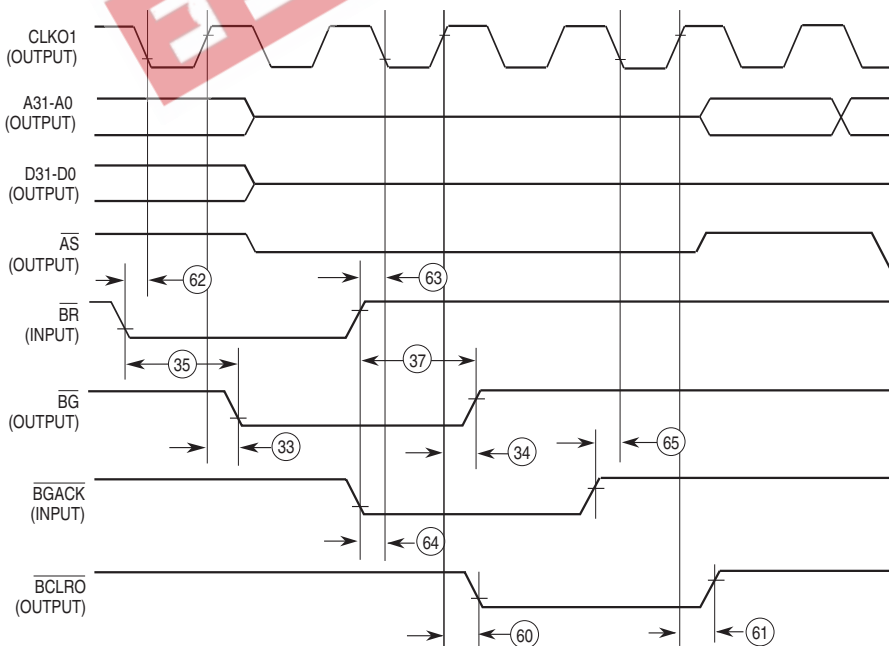 CLKO1
(OUTPUT)
A31-A0
(OUTPUT)
D31-D0
(OUTPUT)
AS
(OUTPUT)
62
63
BR
(INPUT)
35
37
BG
(OUTPUT)
33
34
65
BGACK
(INPUT)
64
BCLRO
(OUTPUT)
60
61